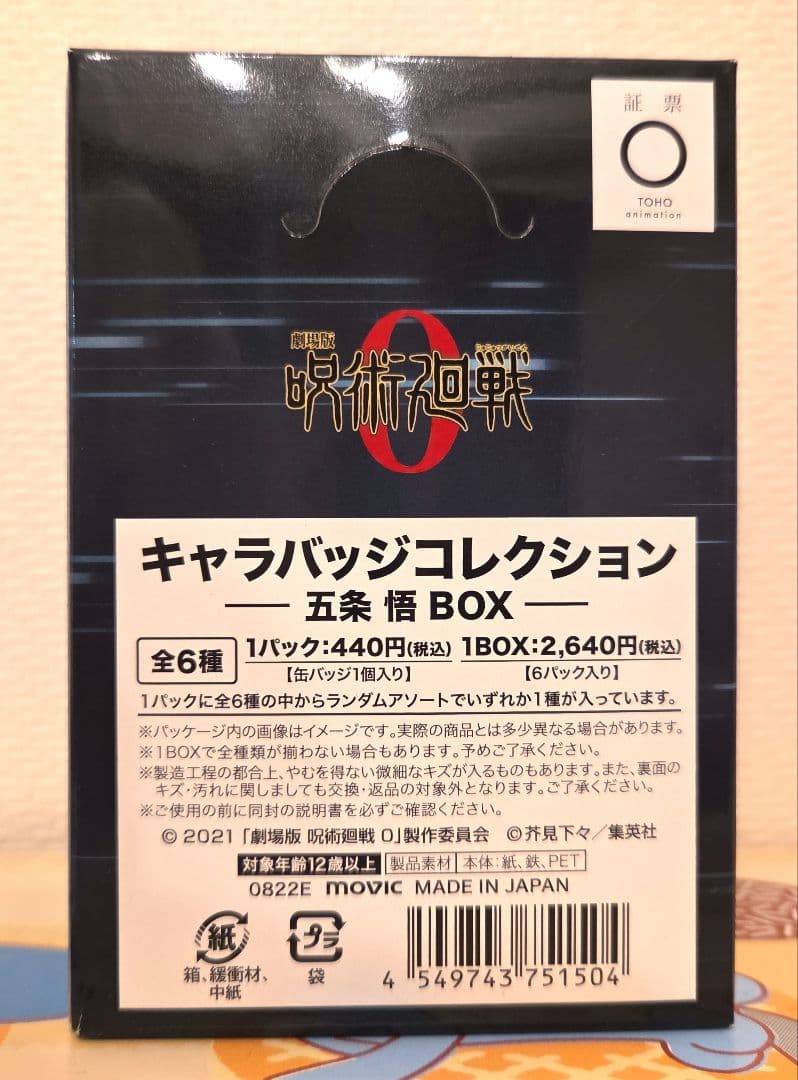 証票
TOHO
animation
劇場版
じゅじゅつかいせん
呪術廻戦
0
キャラバッジコレクション
五条 悟 BOX
全6種
1パック:440円(税込) 1BOX:2,640円(税込)
【缶バッジ1個入り】 【6パック入り】
1パックに全6種の中からランダムアソートでいずれか1種が入っています。
※パッケージ内の画像はイメージです。実際の商品とは多少異なる場合があります。
※1BOXで全種類が揃わない場合もあります。予めご了承ください。
※製造工程の都合上、やむを得ない微細なキズが入るものもあります。また、裏面の
キズ・汚れに関しましても交換・返品の対象外となります。ご了承ください。
※ご使用の前に同封の説明書を必ずご確認ください。
© 2021 「劇場版 呪術廻戦 0」製作委員会 ©芥見下々/集英社
対象年齢12歳以上 製品素材 本体:紙、鉄、PET
0822E movic MADE IN JAPAN
紙 プラ
箱、緩衝材、 袋
中紙
4 549743 751504